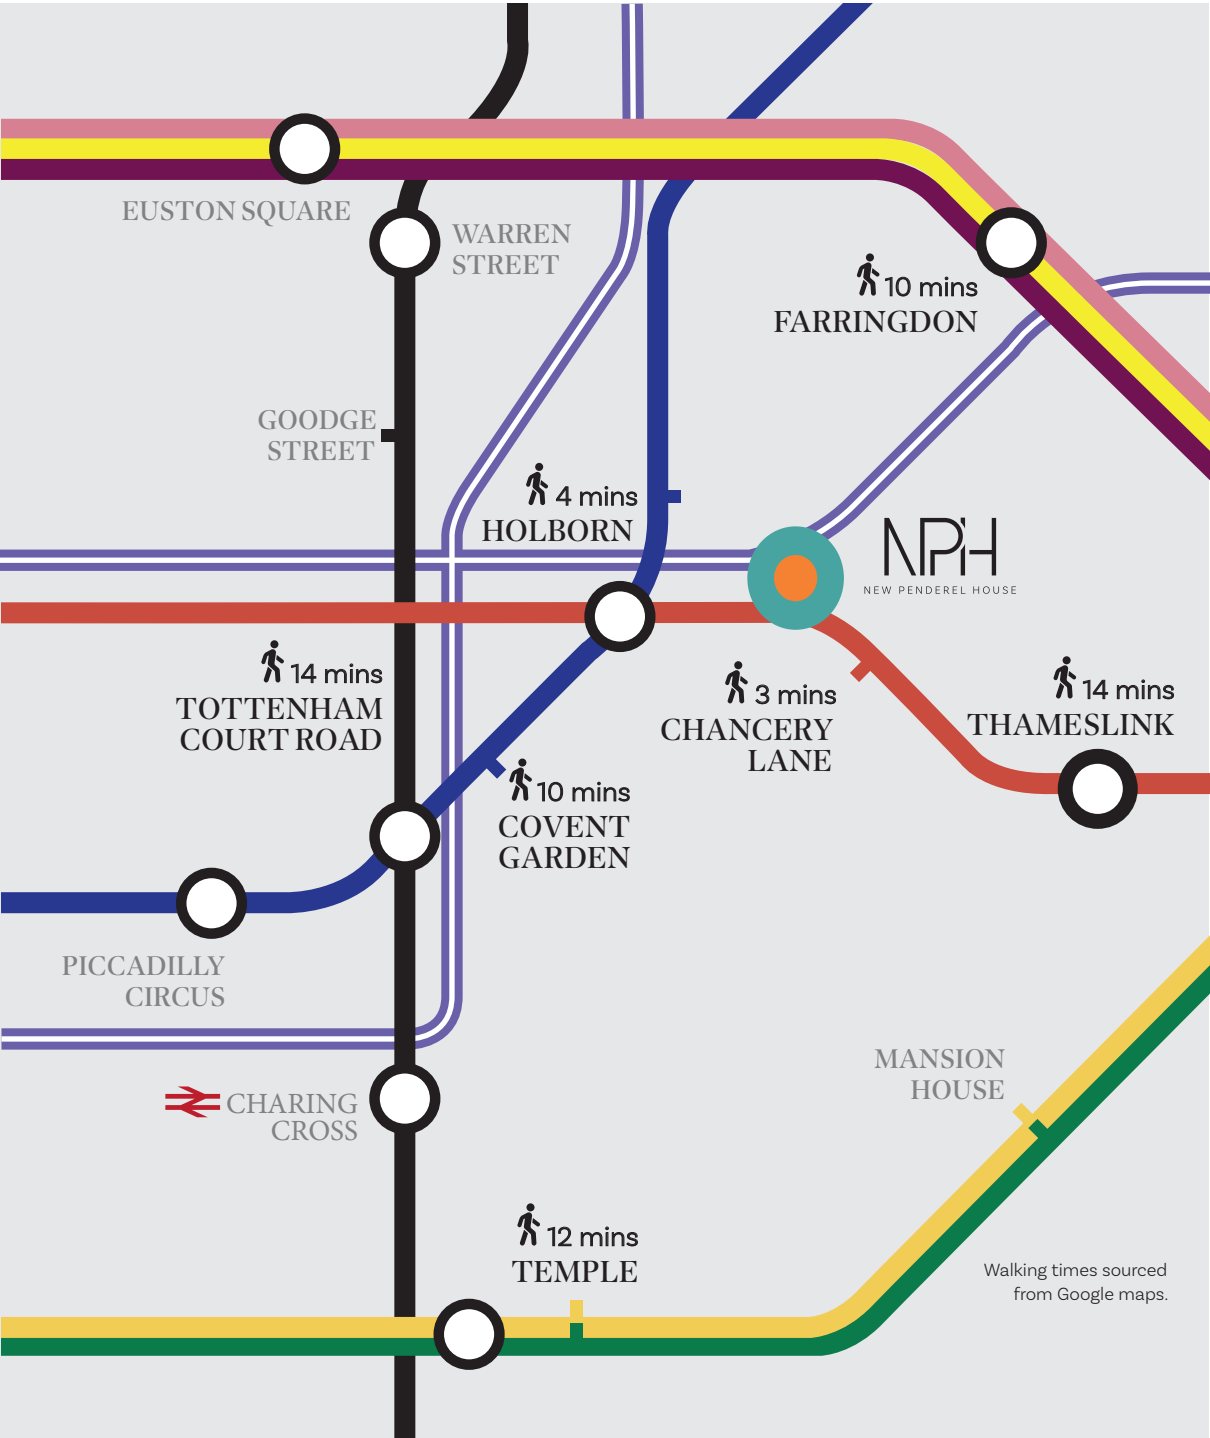 EUSTON SQUARE
WARREN
STREET
10 mins
FARRINGDON
GOODGE
STREET
4 mins
HOLBORN
NPH
NEW PENDEREL HOUSE
14 mins
TOTTENHAM
COURT ROAD
3 mins
CHANCERY
LANE
14 mins
THAMESLINK
10 mins
COVENT
GARDEN
PICCADILLY
CIRCUS
CHARING
CROSS
MANSION
HOUSE
12 mins
TEMPLE
Walking times sourced
from Google maps.